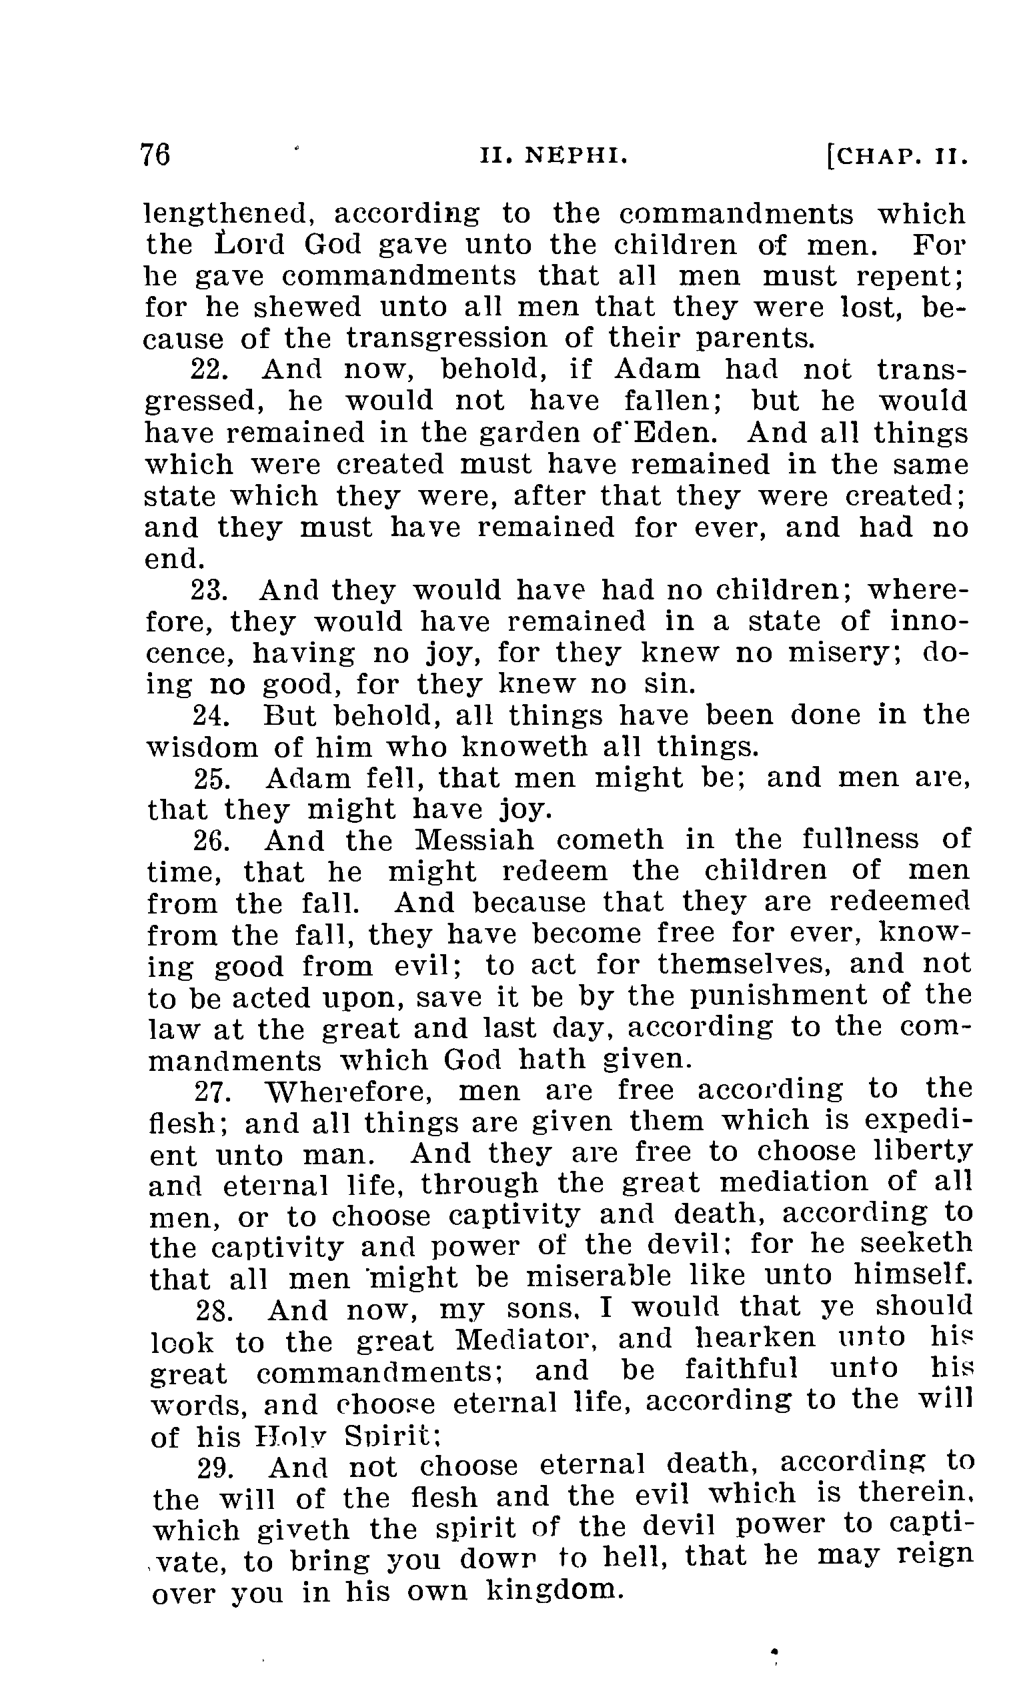 76 II. NEPHI. [CHAP. II.
lengthened, according to the commandments which
the Lord God gave unto the children of men. For
he gave commandments that all men must repent;
for he shewed unto all men that they were lost, be-
cause of the transgression of their parents.
22. And now, behold, if Adam had not trans-
gressed, he would not have fallen; but he would
have remained in the garden of Eden. And all things
which were created must have remained in the same
state which they were, after that they were created;
and they must have remained for ever, and had no
end.
23. And they would have had no children; where-
fore, they would have remained in a state of inno-
cence, having no joy, for they knew no misery; do-
ing no good, for they knew no sin.
24. But behold, all things have been done in the
wisdom of him who knoweth all things.
25. Adam fell, that men might be; and men are,
that they might have joy.
26. And the Messiah cometh in the fullness of
time, that he might redeem the children of men
from the fall. And because that they are redeemed
from the fall, they have become free for ever, know-
ing good from evil; to act for themselves, and not
to be acted upon, save it be by the punishment of the
law at the great and last day, according to the com-
mandments which God hath given.
27. Wherefore, men are free according to the
flesh; and all things are given them which is expedi-
ent unto man. And they are free to choose liberty
and eternal life, through the great mediation of all
men, or to choose captivity and death, according to
the captivity and power of the devil; for he seeketh
that all men might be miserable like unto himself.
28. And now, my sons, I would that ye should
look to the great Mediator, and hearken unto his
great commandments; and be faithful unto his
words, and choose eternal life, according to the will
of his Holy Spirit;
29. And not choose eternal death, according to
the will of the flesh and the evil which is therein,
which giveth the spirit of the devil power to capti-
vate, to bring you down to hell, that he may reign
over you in his own kingdom.